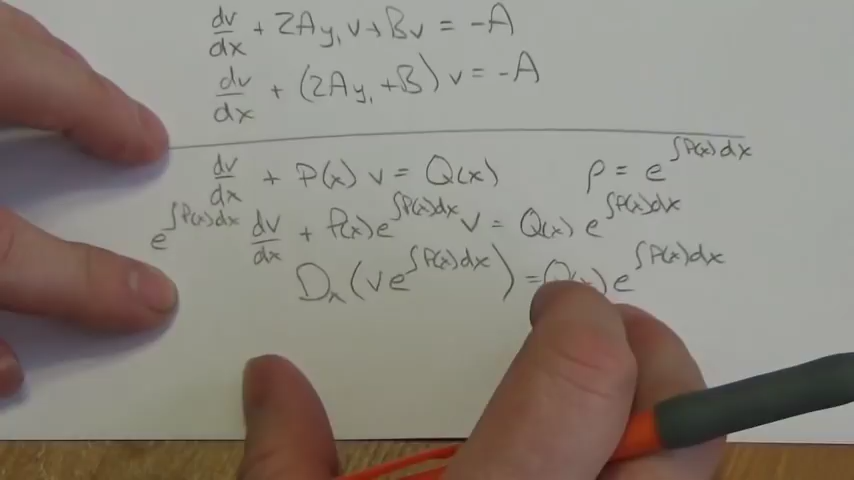 dv/dx + 2Ay₁v + Bv = -A
dv/dx + (2Ay₁ + B) v = -A
dv/dx + P(x) v = Q(x) ρ = e^∫P(x)dx
e^∫P(x)dx dv/dx + P(x)e^∫P(x)dx v = Q(x) e^∫P(x)dx
Dₓ(ve^∫P(x)dx) = Q(x) e^∫P(x)dx